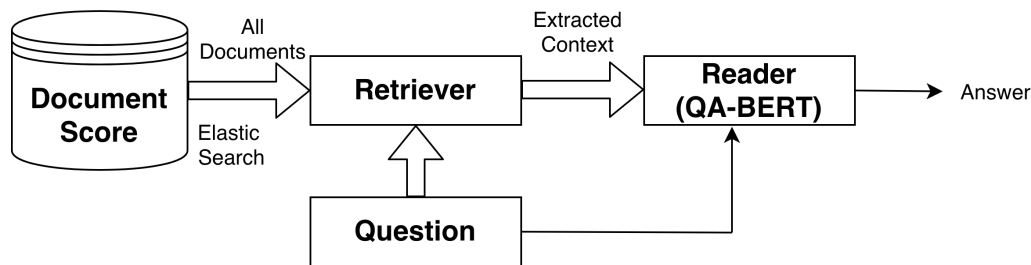 All
Documents
Document
Score
Elastic
Search
Retriever
Extracted
Context
Reader
(QA-BERT)
Answer
Question